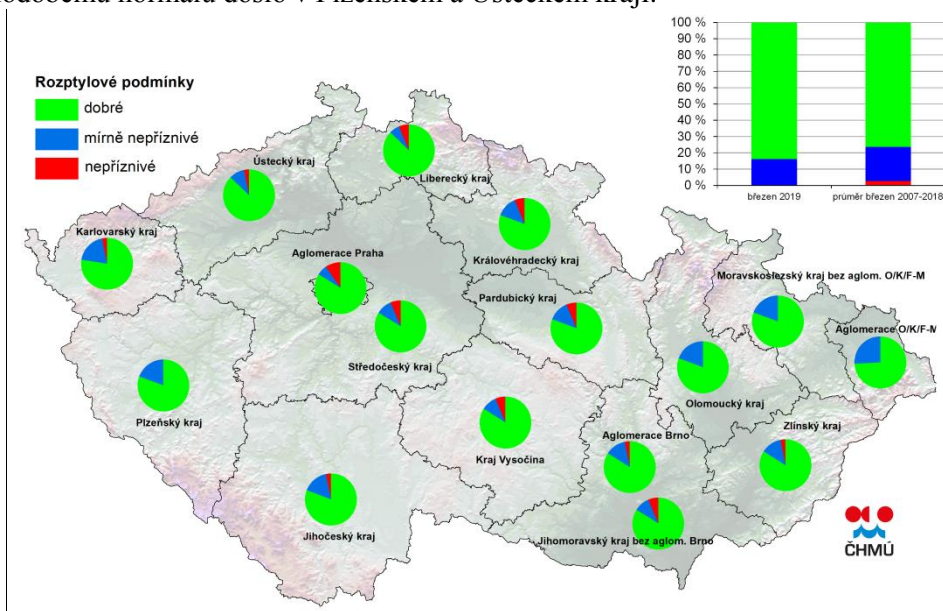 Plzeňském a Ústeckém kraji.
Rozptylové podmínky
dobré
mírně nepříznivé
nepříznivé
100 %
90 %
80 %
70 %
60 %
50 %
40 %
30 %
20 %
10 %
0 %
březen 2019
průměr březen 2007-2018
Ústecký kraj
Liberecký kraj
Karlovarský kraj
Aglomerace Praha
Královéhradecký kraj
Moravskoslezský kraj bez aglom. O/K/F-M
Pardubický kraj
Aglomerace O/K/F-M
Středočeský kraj
Olomoucký kraj
Plzeňský kraj
Zlínský kraj
Aglomerace Brno
Kraj Vysočina
Jihočeský kraj
Jihomoravský kraj bez aglom. Brno
ČHMÚ